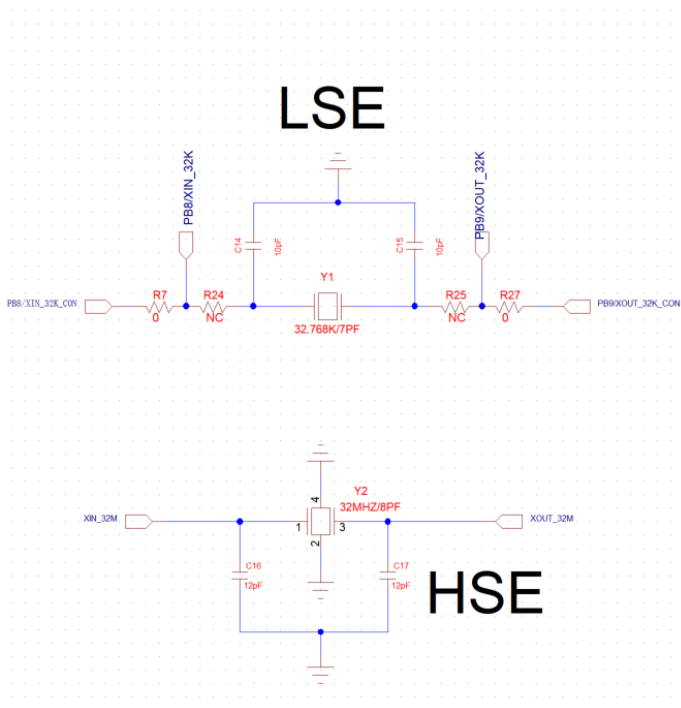 LSE
PB8/XIN_32K
PB9/XOUT_32K
C14
10pF
C15
10pF
Y1
PB8/XIN_32K_CON
R7
0
R24
NC
32.768K/7PF
R25
NC
R27
0
PB9/XOUT_32K_CON
Y2
32MHZ/8PF
XIN_32M
1
4
2
3
XOUT_32M
C16
12pF
C17
12pF
HSE